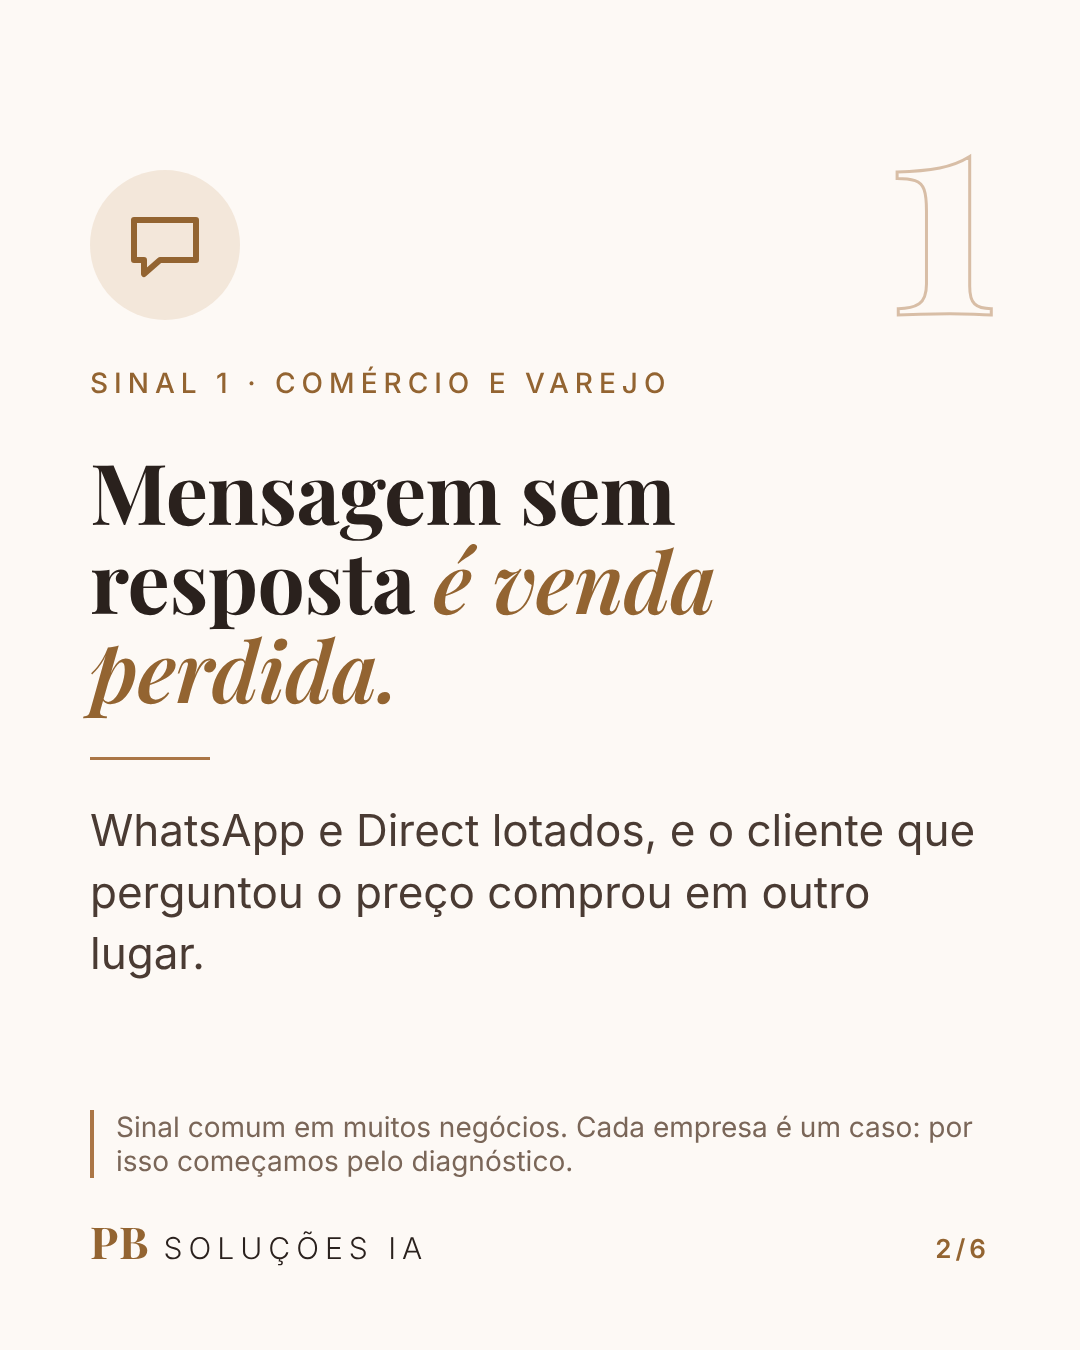 1
SINAL 1 · COMÉRCIO E VAREJO
Mensagem sem
resposta é venda
perdida.
WhatsApp e Direct lotados, e o cliente que
perguntou o preço comprou em outro
lugar.
Sinal comum em muitos negócios. Cada empresa é um caso: por
isso começamos pelo diagnóstico.
PB SOLUÇÕES IA
2/6